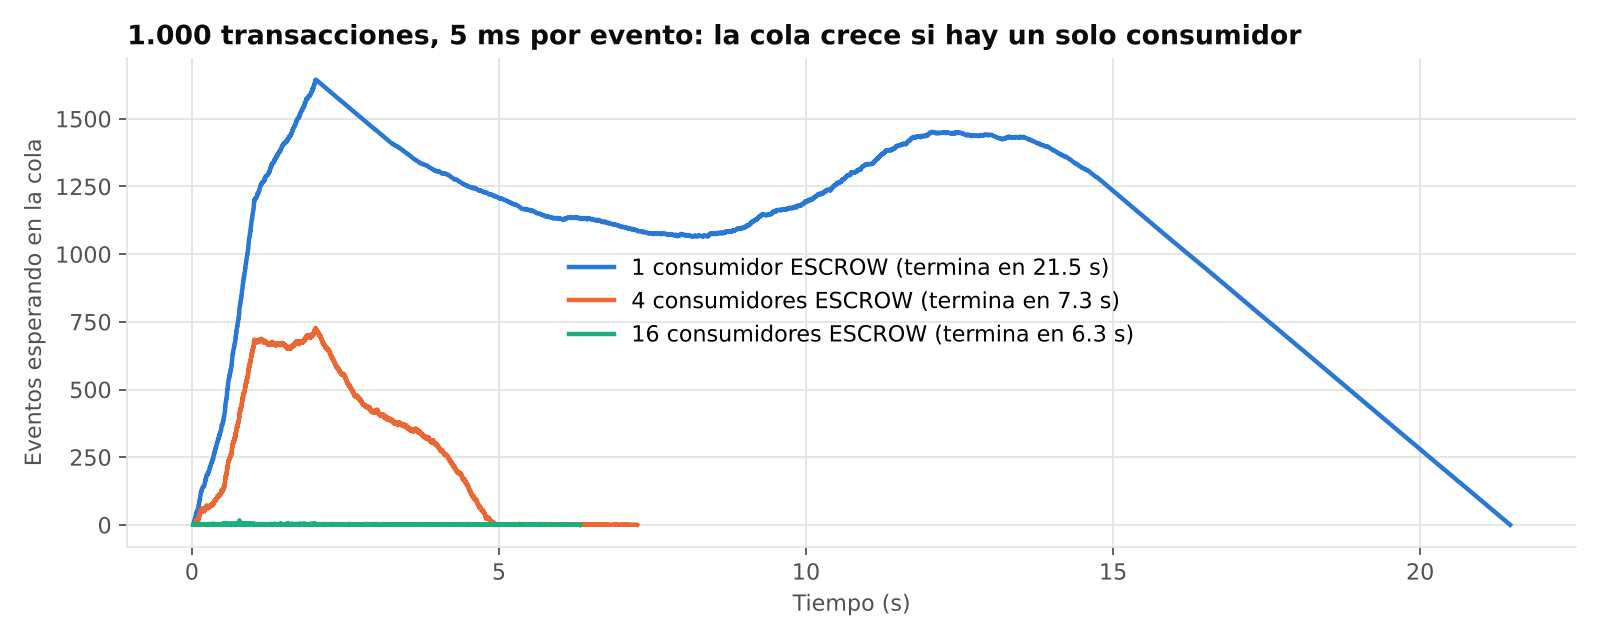 1.000 transacciones, 5 ms por evento: la cola crece si hay un solo consumidor
Eventos esperando en la cola
1500
1250
1000
750
500
250
0
1 consumidor ESCROW (termina en 21.5 s)
4 consumidores ESCROW (termina en 7.3 s)
16 consumidores ESCROW (termina en 6.3 s)
0 5 10 15 20
Tiempo (s)